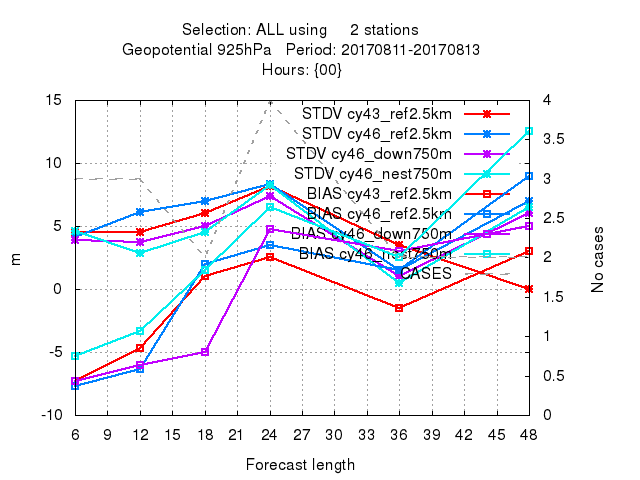 Selection: ALL using 2 stations
Geopotential 925hPa Period: 20170811-20170813
Hours: {00}
15
10
5
0
-5
-10
m
4
3.5
3
2.5
2
1.5
1
0.5
0
No cases
STDV cy43_ref2.5km
STDV cy46_ref2.5km
STDV cy46_down750m
STDV cy46_nest750m
BIAS cy43_ref2.5km
BIAS cy46_ref2.5km
BIAS cy46_down750m
BIAS cy46_nest750m
CASES
6 9 12 15 18 21 24 27 30 33 36 39 42 45 48
Forecast length